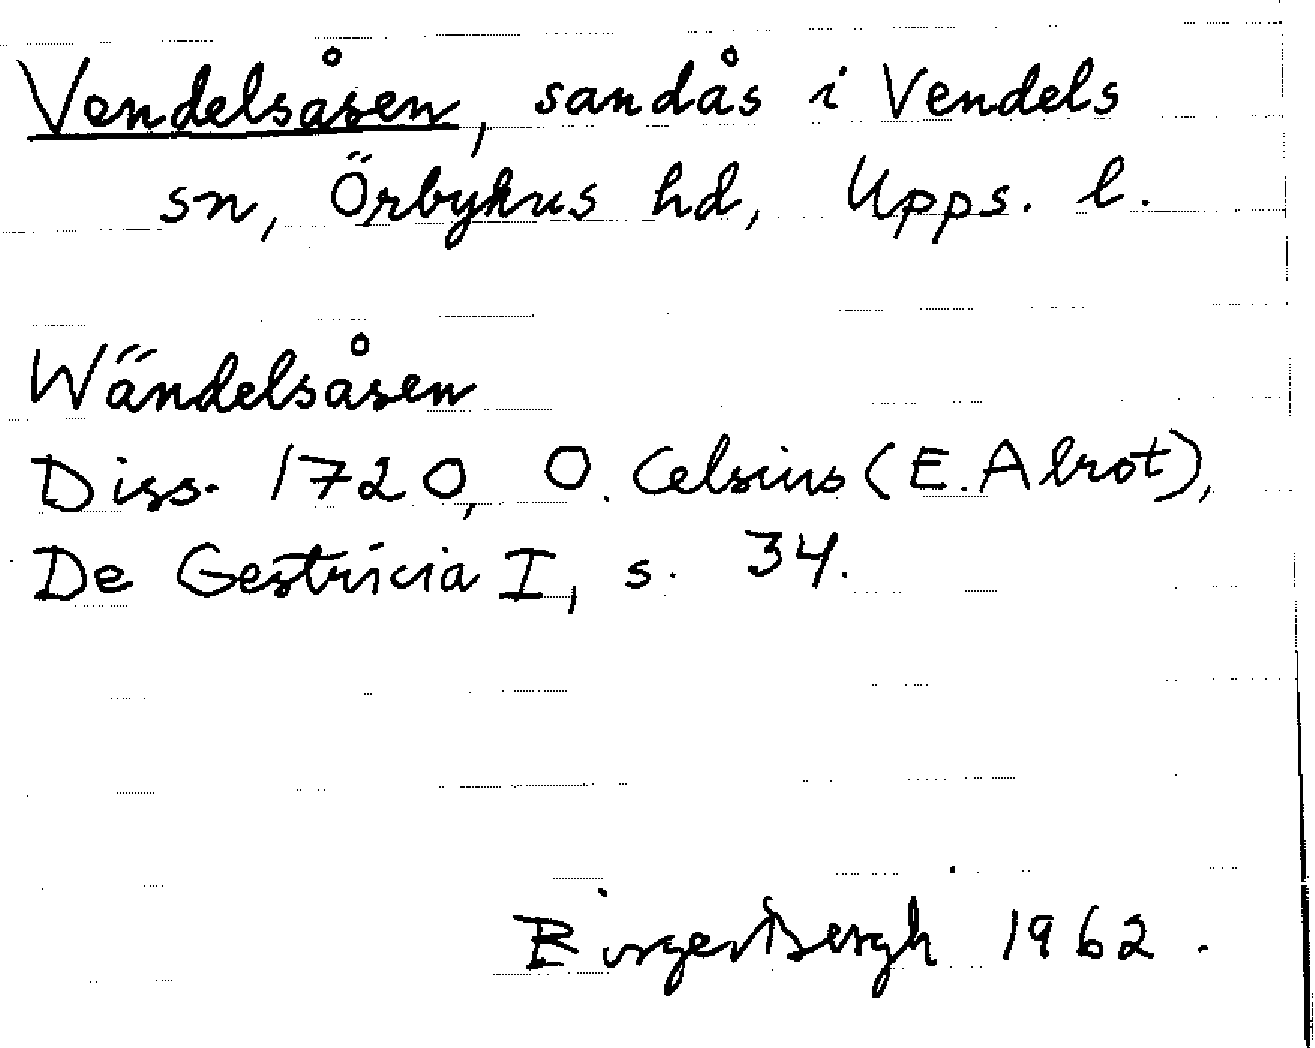 Vendelsåsen, sandås i Vendels
sn, Örbyhus hd, Upps. l.
Wändelsåsen
Diss. 1720, O. Celsius (E. Alrot),
De Gestricia I, s. 34.
Birger Bergh 1962.